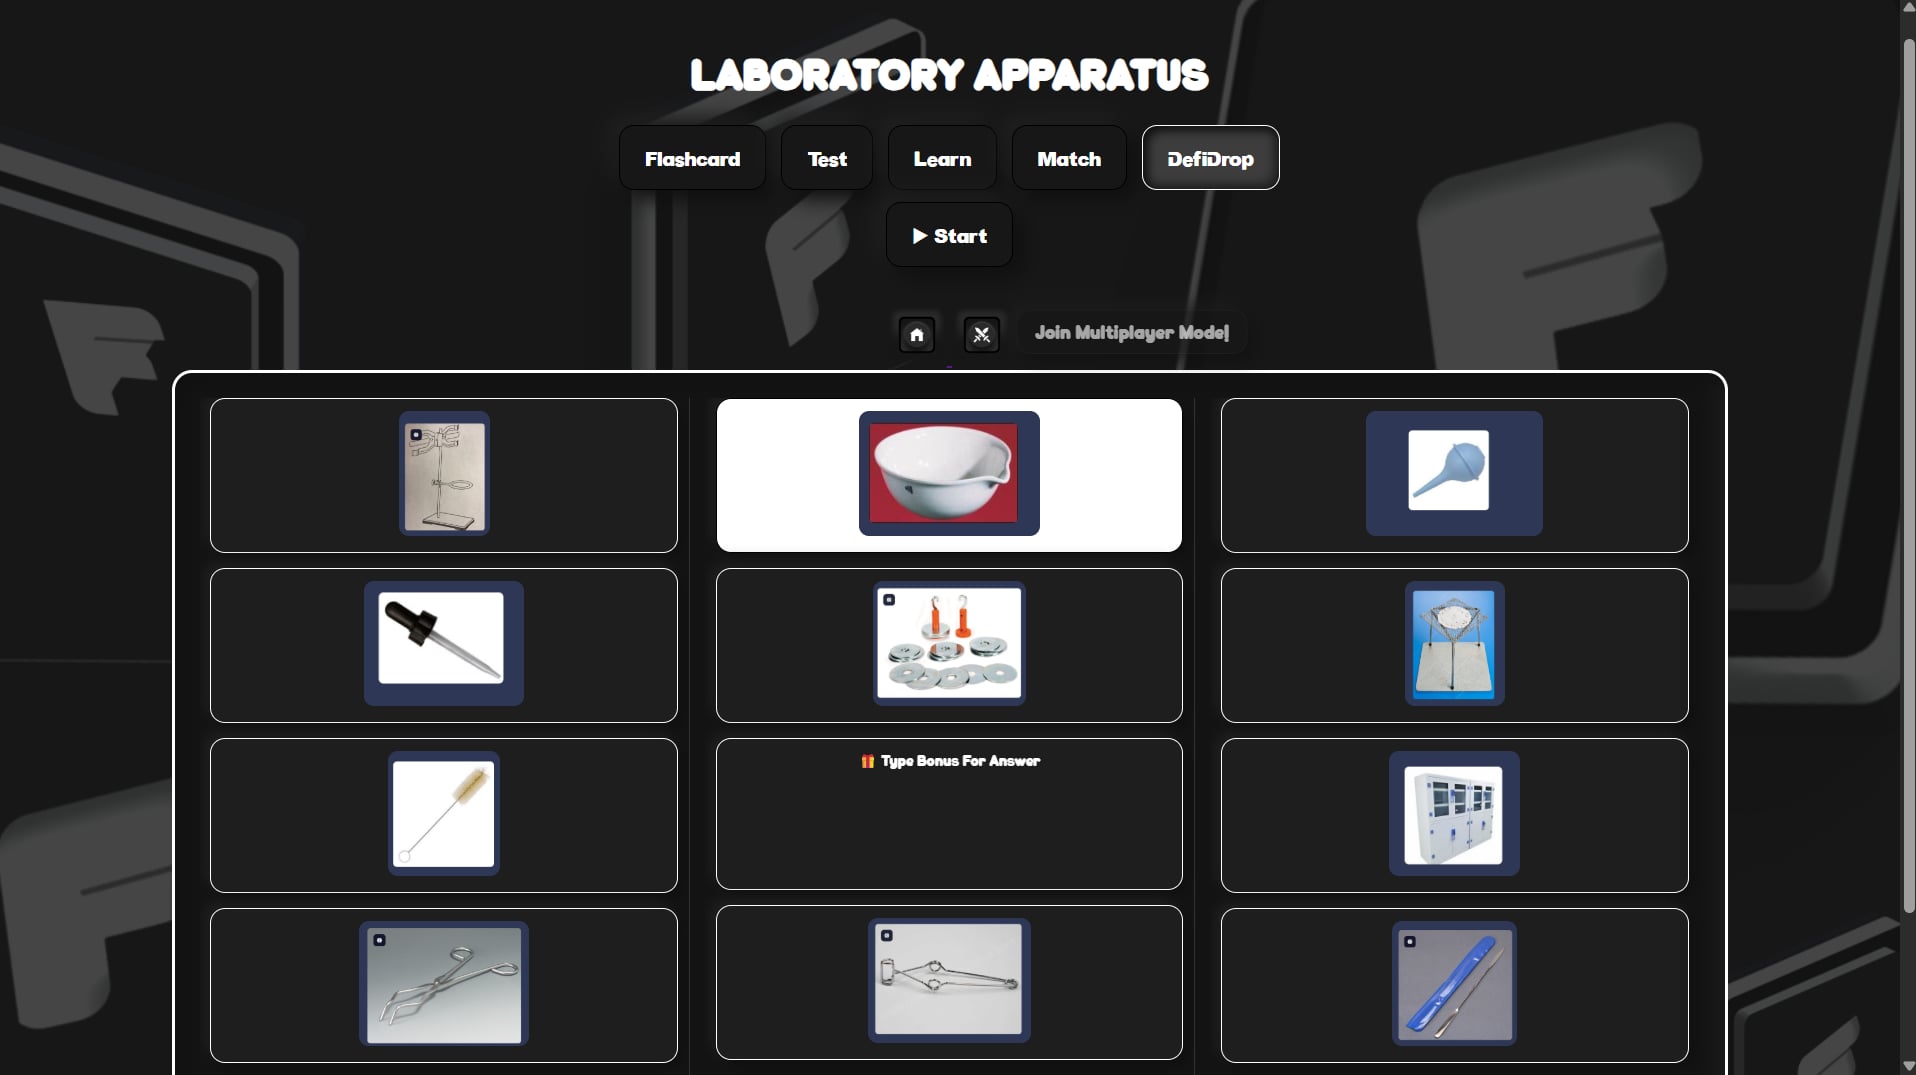 LABORATORY APPARATUS
Flashcard
Test
Learn
Match
DefiDrop
▶ Start
Join Multiplayer Mode!
🎁 Type Bonus For Answer